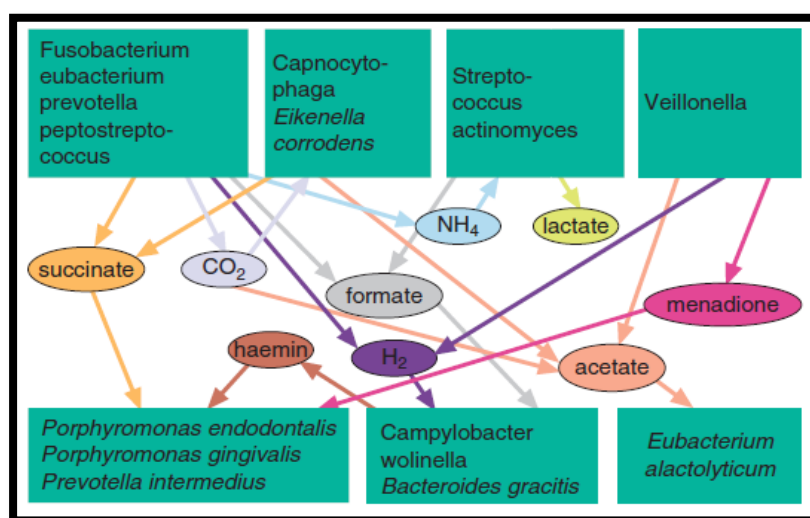 Fusobacterium
eubacterium
prevotella
peptostrepto-
coccus
Capnocyto-
phaga
Eikenella
corrodens
Strepto-
coccus
actinomyces
Veillonella
NH4
lactate
succinate
CO2
formate
menadione
haemin
H2
acetate
Porphyromonas endodontalis
Porphyromonas gingivalis
Prevotella intermedius
Campylobacter
wolinella
Bacteroides gracitis
Eubacterium
alactolyticum